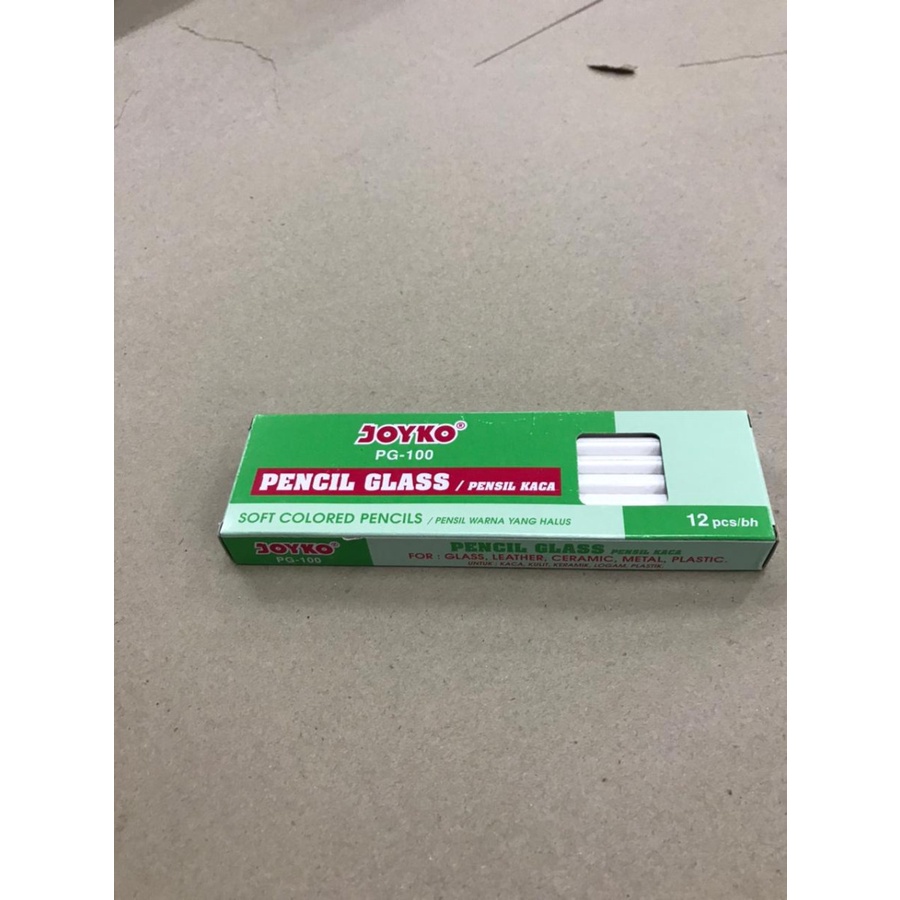 JOYKO®
PG-100
PENCIL GLASS / PENSIL KACA
SOFT COLORED PENCILS / PENSIL WARNA YANG HALUS
12 pcs/bh
JOYKO®
PG-100
PENCIL GLASS PENSIL KACA
FOR : GLASS, LEATHER, CERAMIC, METAL, PLASTIC.
UNTUK : KACA, KULIT, KERAMIK, LOGAM, PLASTIK.